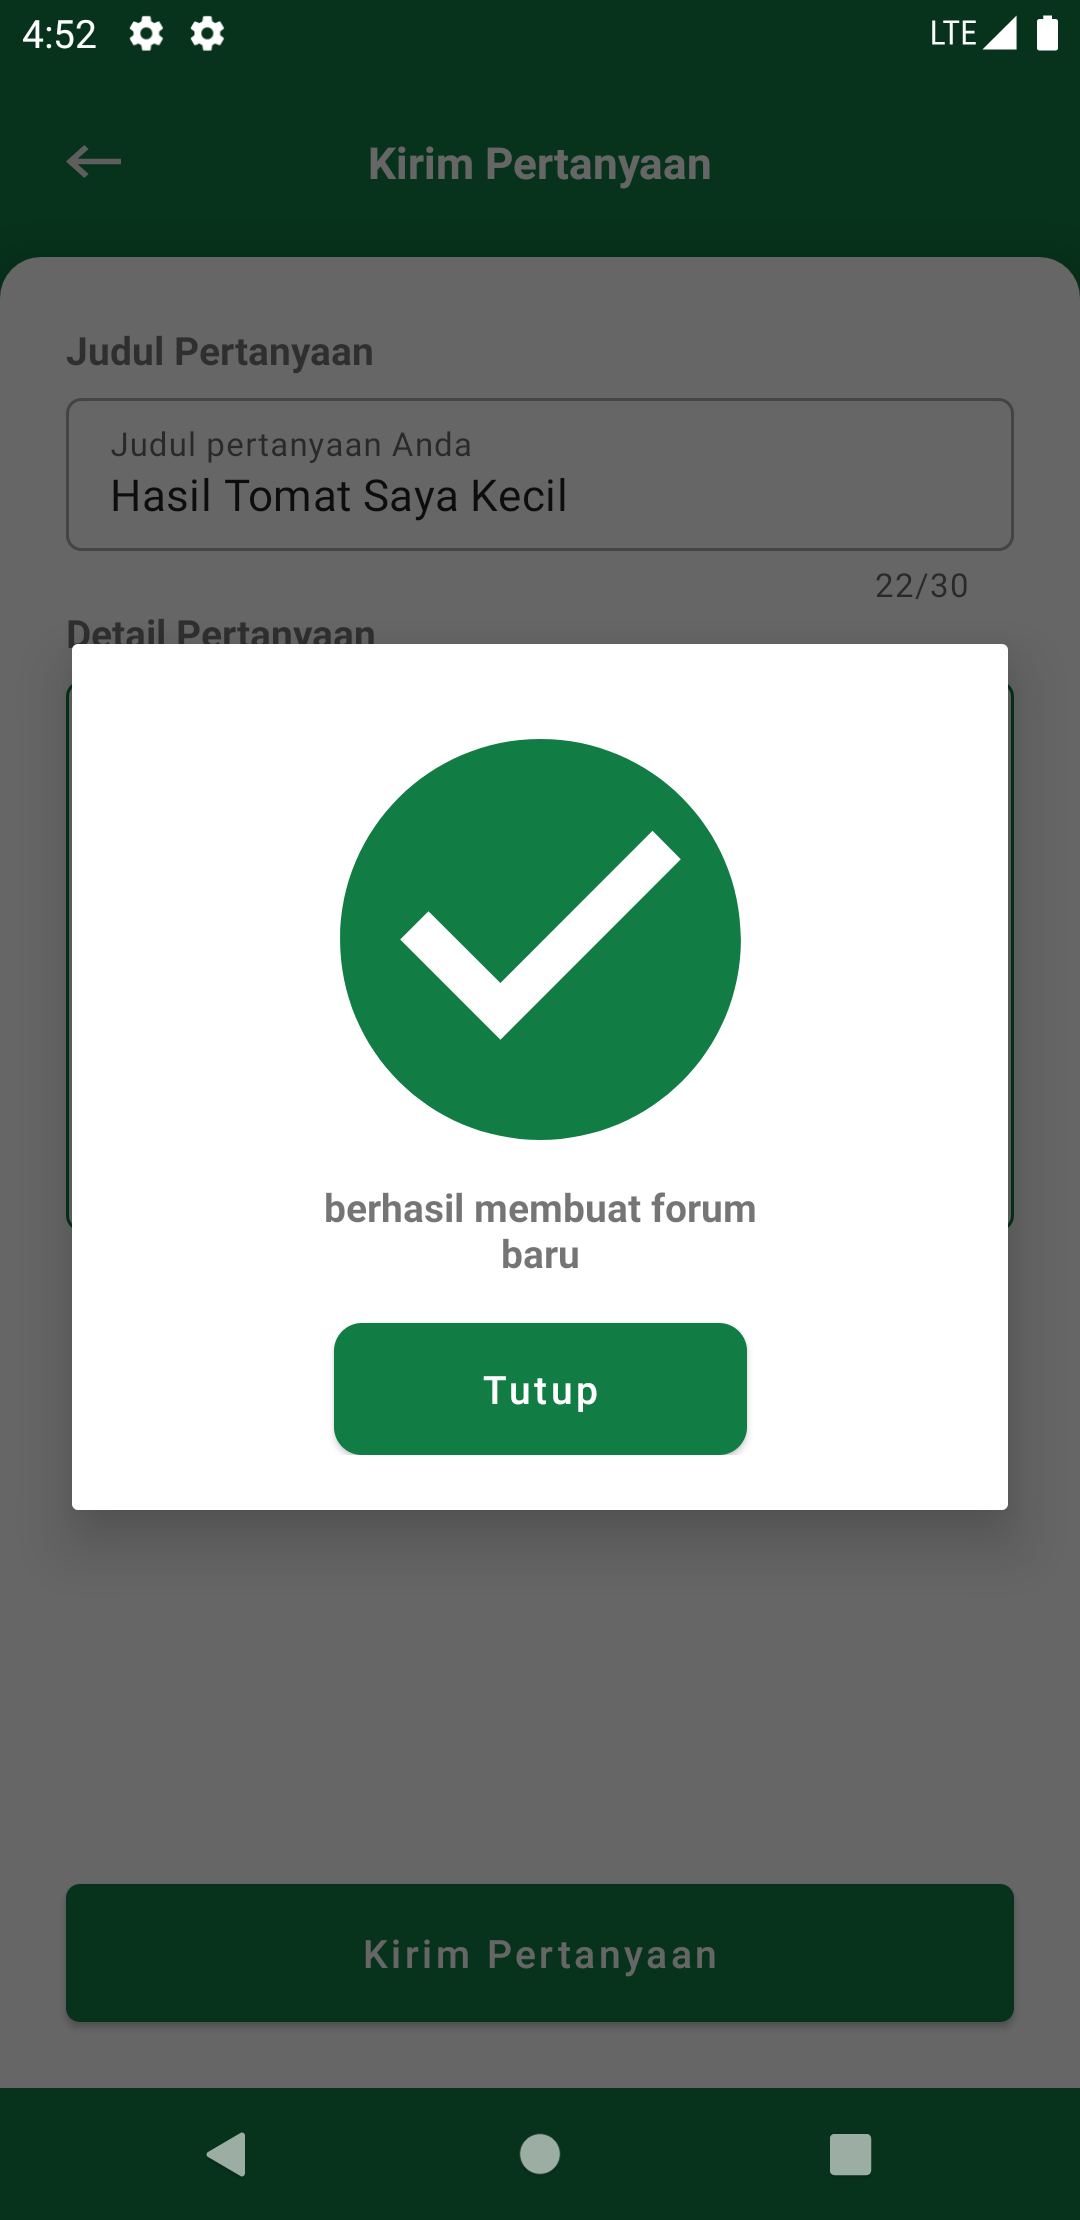 4:52
LTE
Kirim Pertanyaan
Judul Pertanyaan
Judul pertanyaan Anda
Hasil Tomat Saya Kecil
22/30
Detail Pertanyaan
berhasil membuat forum
baru
Tutup
Kirim Pertanyaan